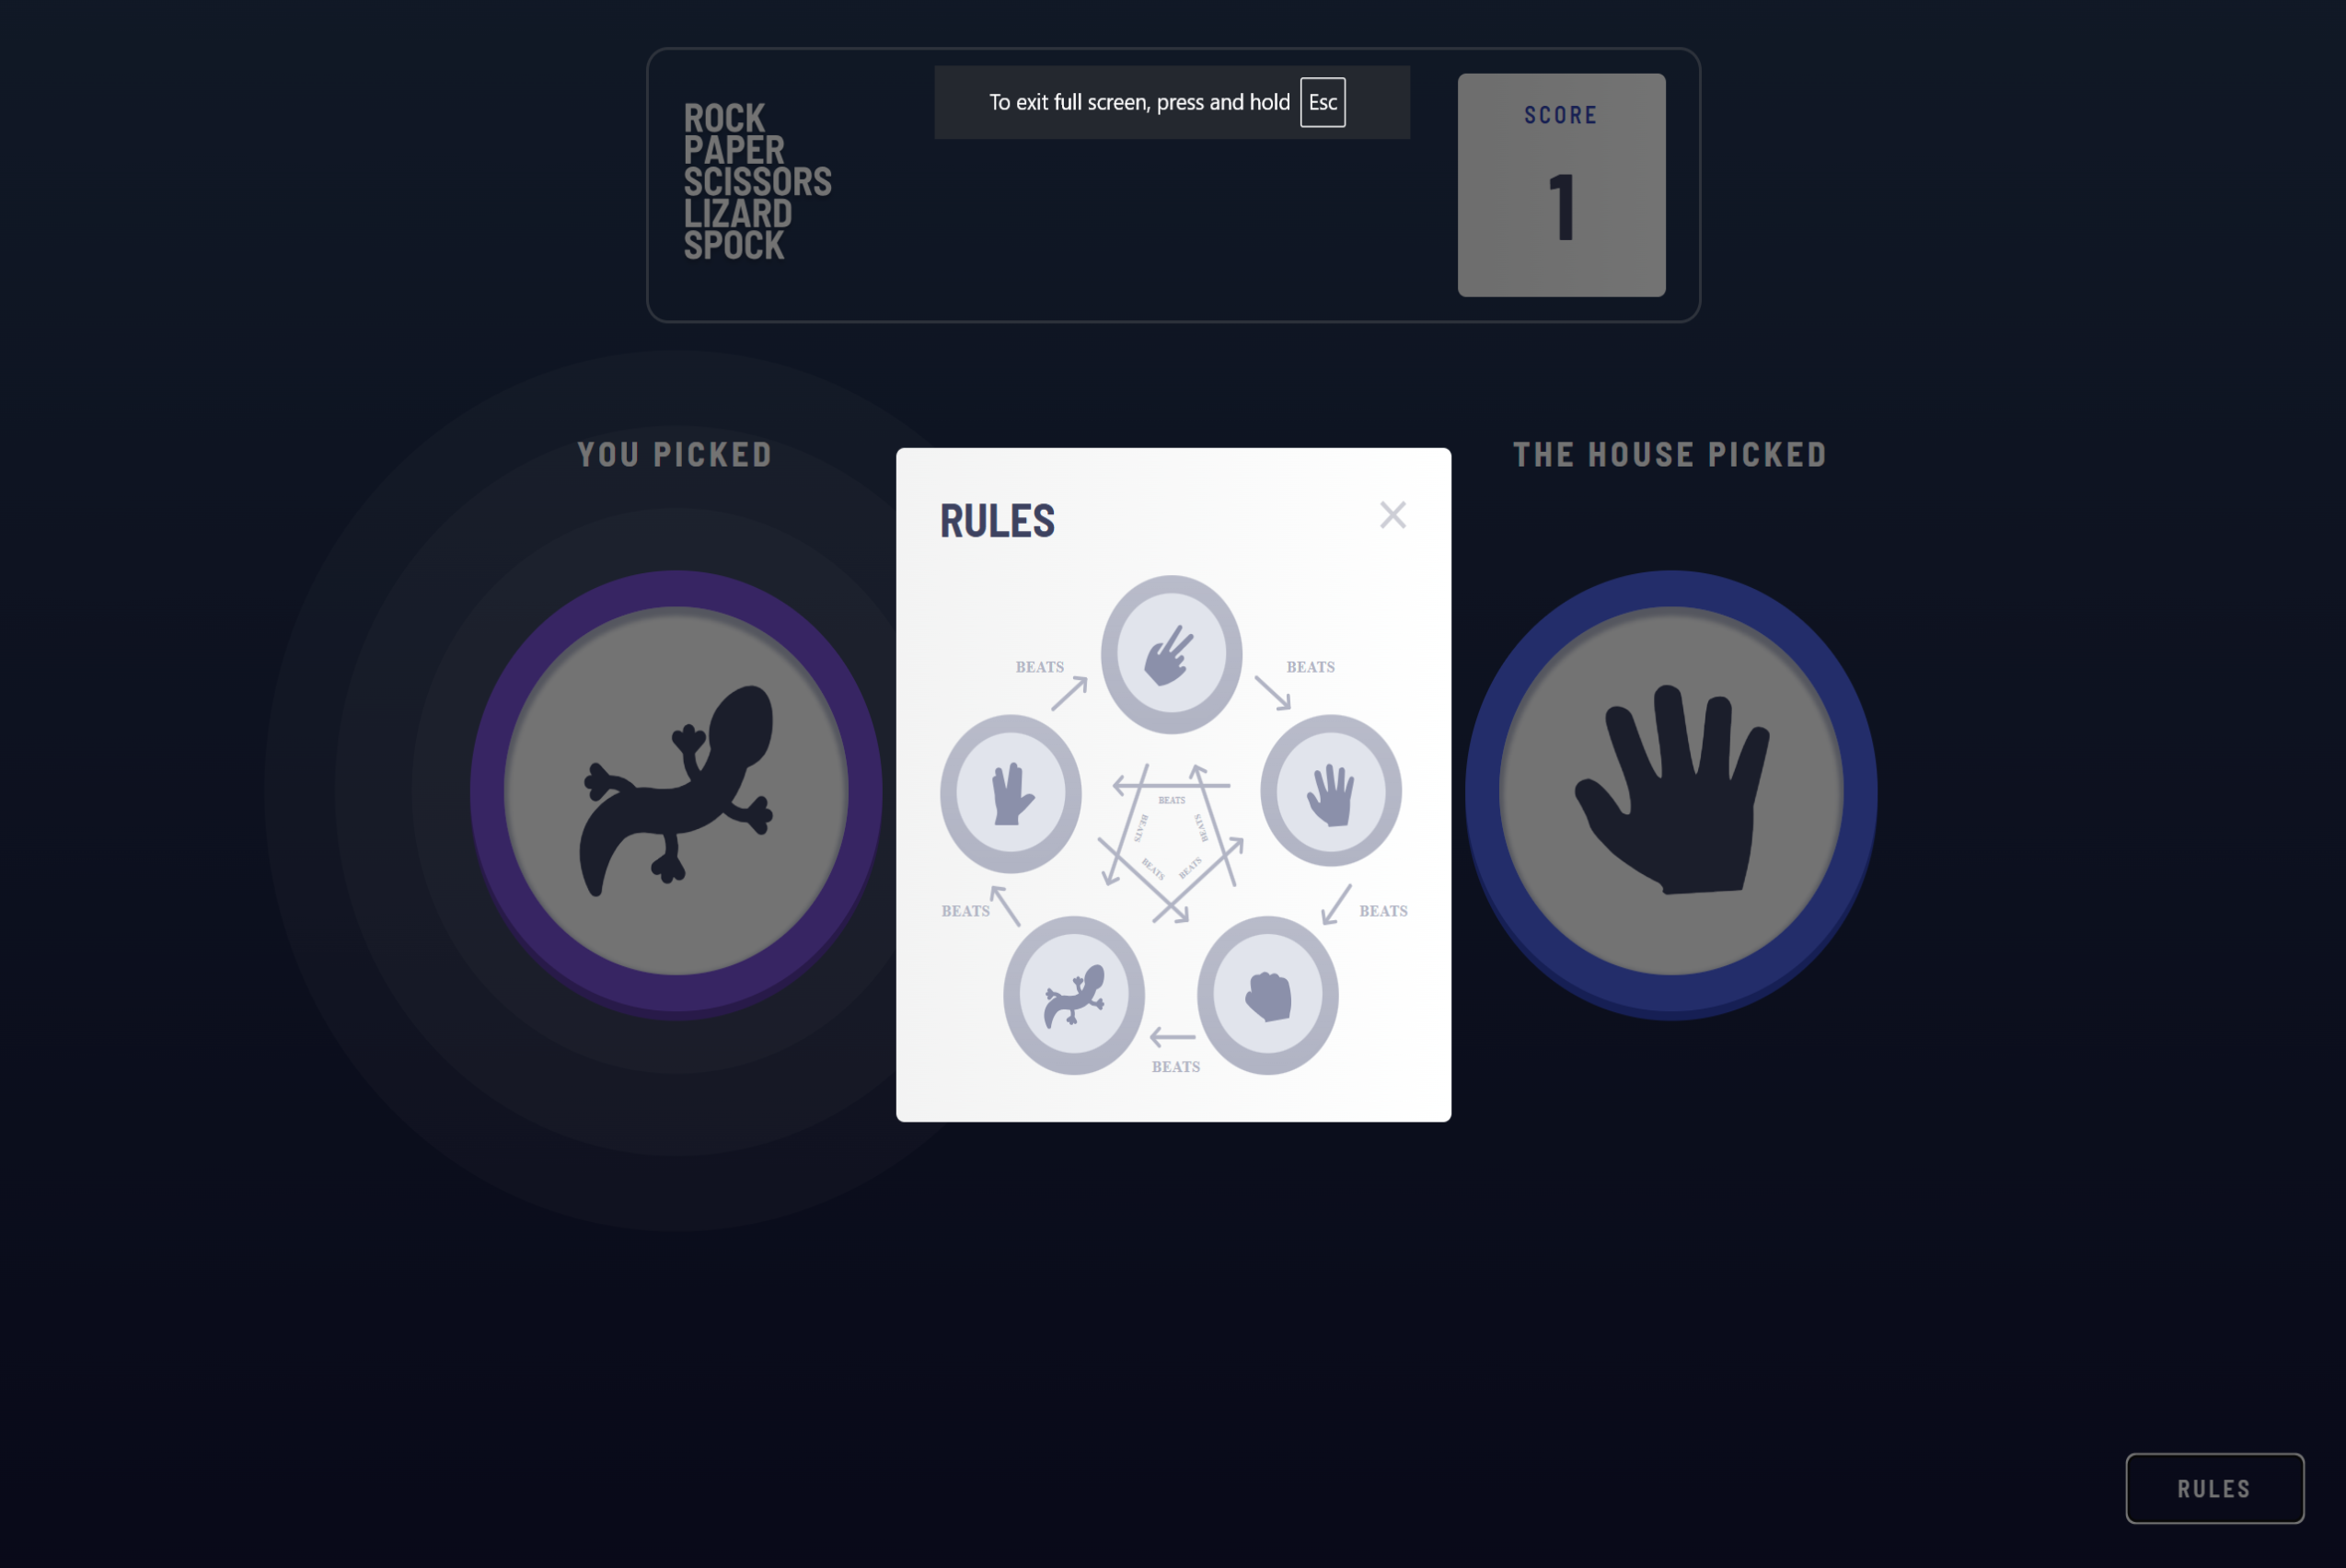 ROCK
PAPER
SCISSORS
LIZARD
SPOCK
To exit full screen, press and hold Esc
SCORE
1
YOU PICKED
THE HOUSE PICKED
RULES
BEATS
BEATS
BEATS
BEATS
BEATS
BEATS
BEATS
BEATS
BEATS
BEATS
RULES